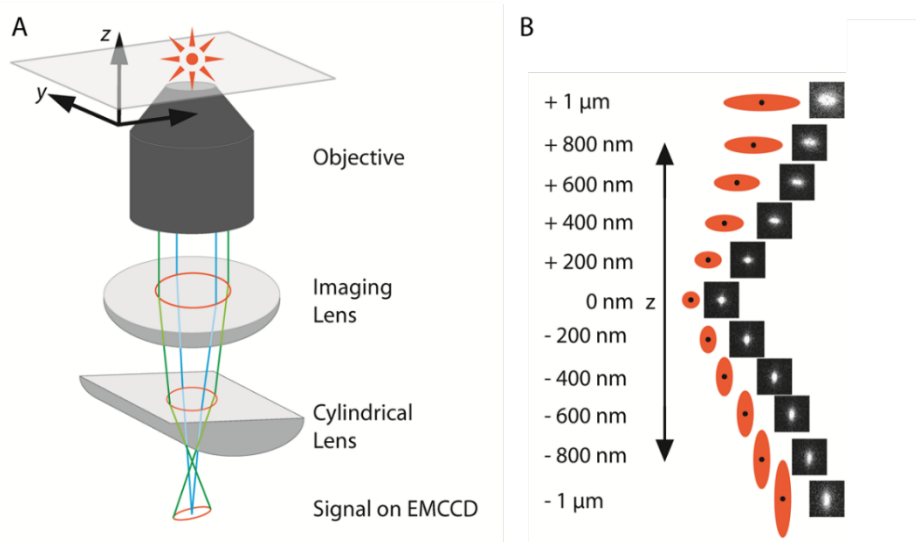 A
z
y
Objective
Imaging
Lens
Cylindrical
Lens
Signal on EMCCD
B
+ 1 µm
+ 800 nm
+ 600 nm
+ 400 nm
+ 200 nm
0 nm
z
- 200 nm
- 400 nm
- 600 nm
- 800 nm
- 1 µm